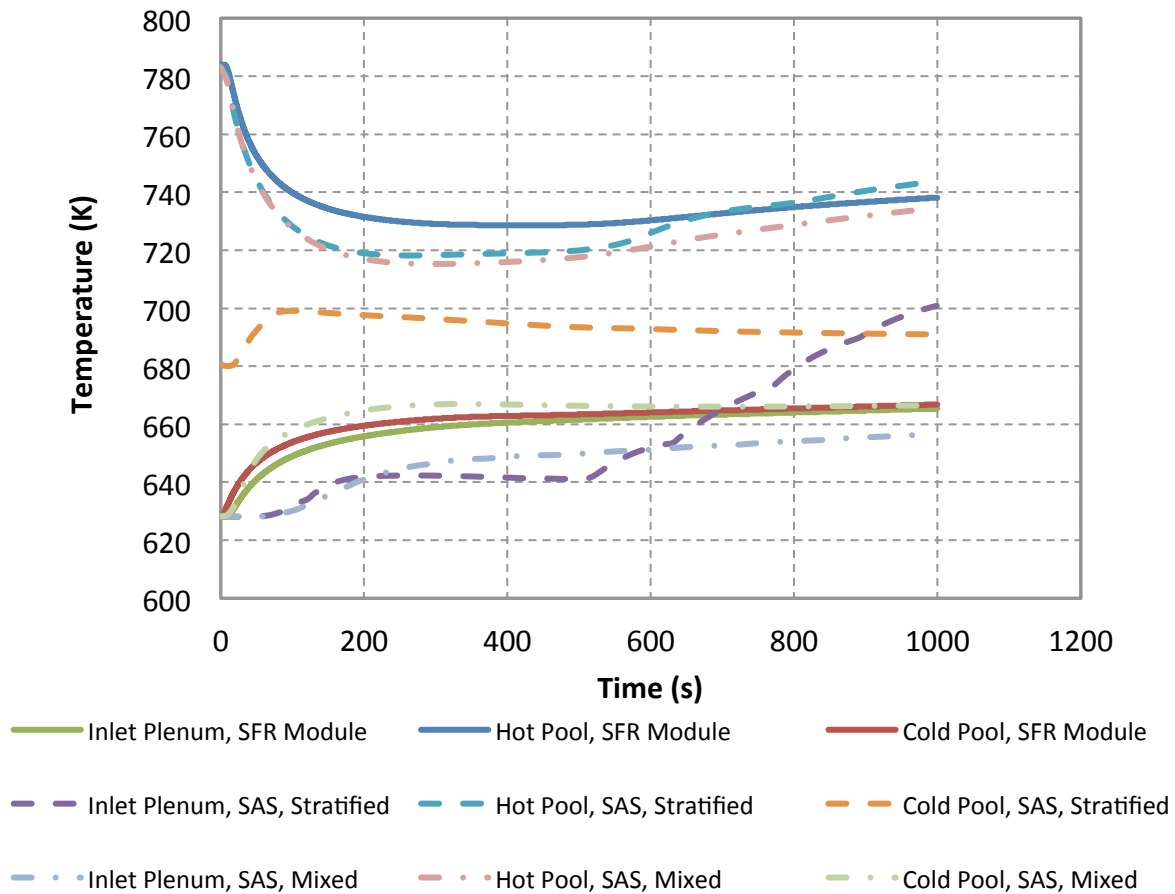 800
780
760
740
720
700
680
660
640
620
600
Temperature (K)
0 200 400 600 800 1000 1200
Time (s)
Inlet Plenum, SFR Module Hot Pool, SFR Module Cold Pool, SFR Module
Inlet Plenum, SAS, Stratified Hot Pool, SAS, Stratified Cold Pool, SAS, Stratified
Inlet Plenum, SAS, Mixed Hot Pool, SAS, Mixed Cold Pool, SAS, Mixed